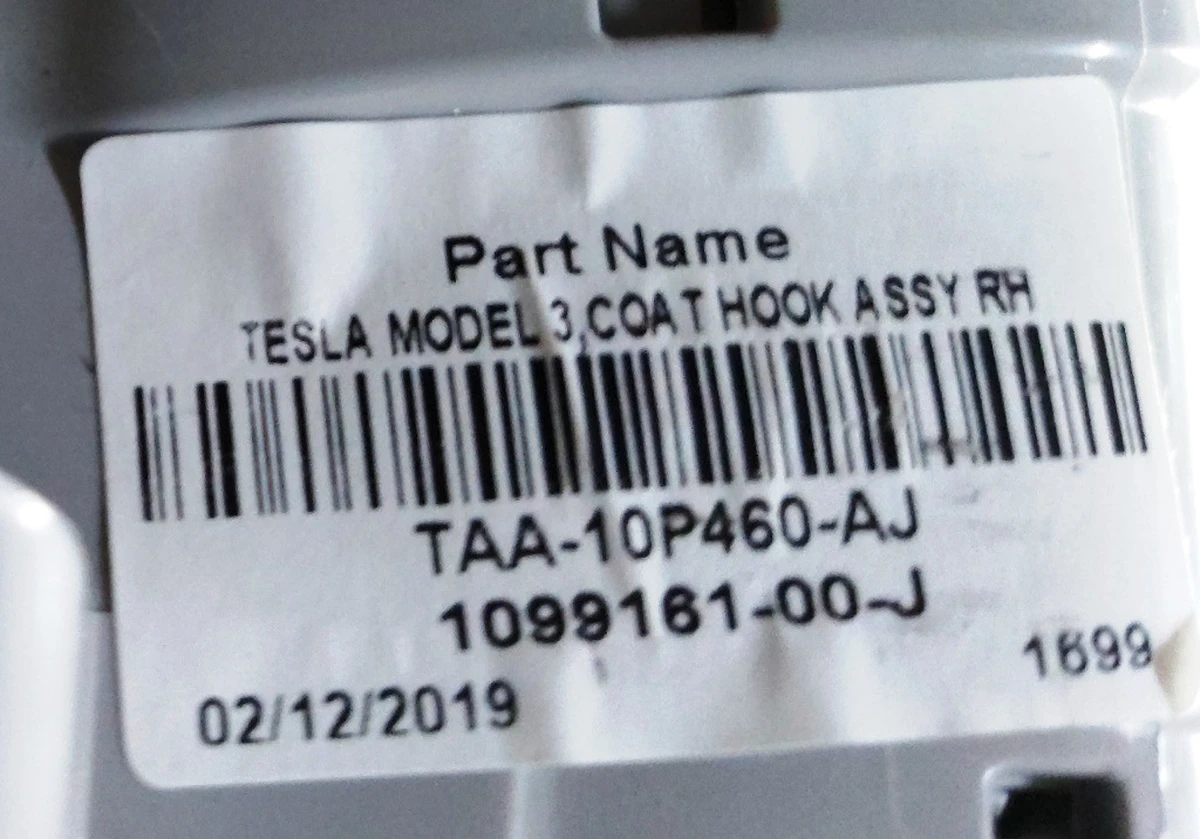 Part Name
TESLA MODEL 3,COAT HOOK ASSY RH
TAA-10P460-AJ
1099161-00-J
1699
02/12/2019